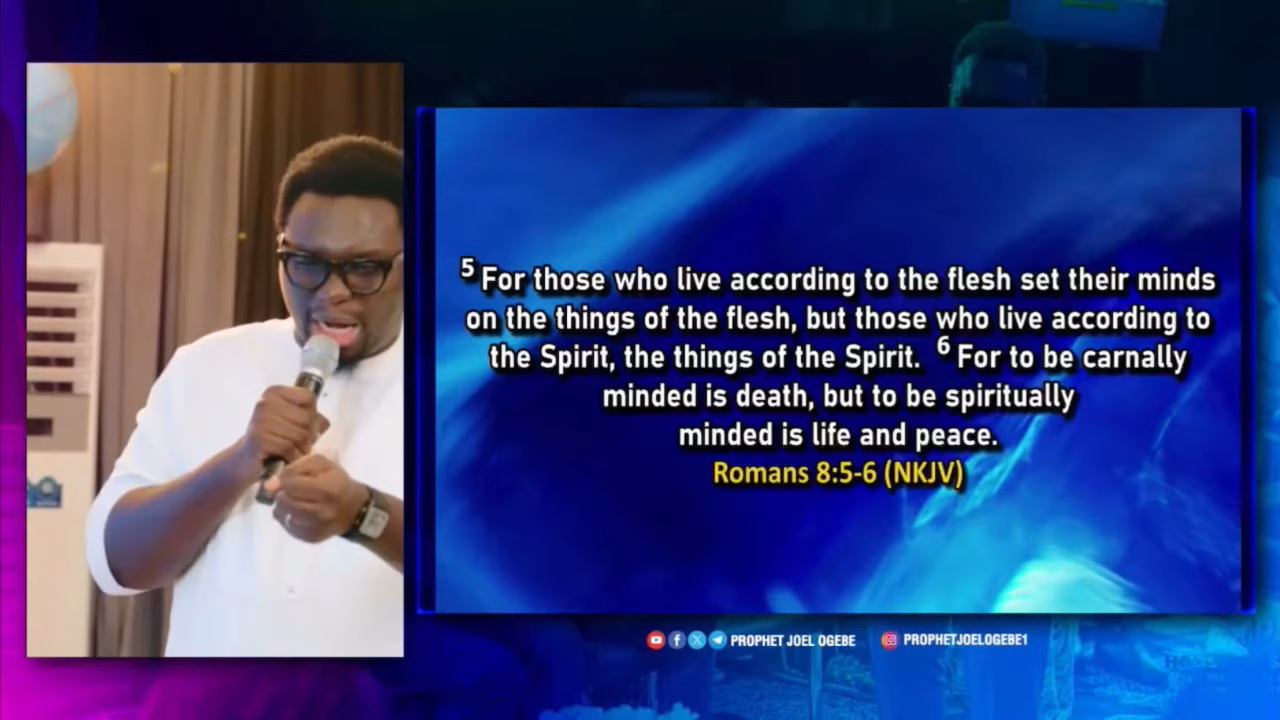 5 For those who live according to the flesh set their minds
on the things of the flesh, but those who live according to
the Spirit, the things of the Spirit. 6 For to be carnally
minded is death, but to be spiritually
minded is life and peace.
Romans 8:5-6 (NKJV)
PROPHET JOEL OGEBE PROPHETJOELOGEBE1